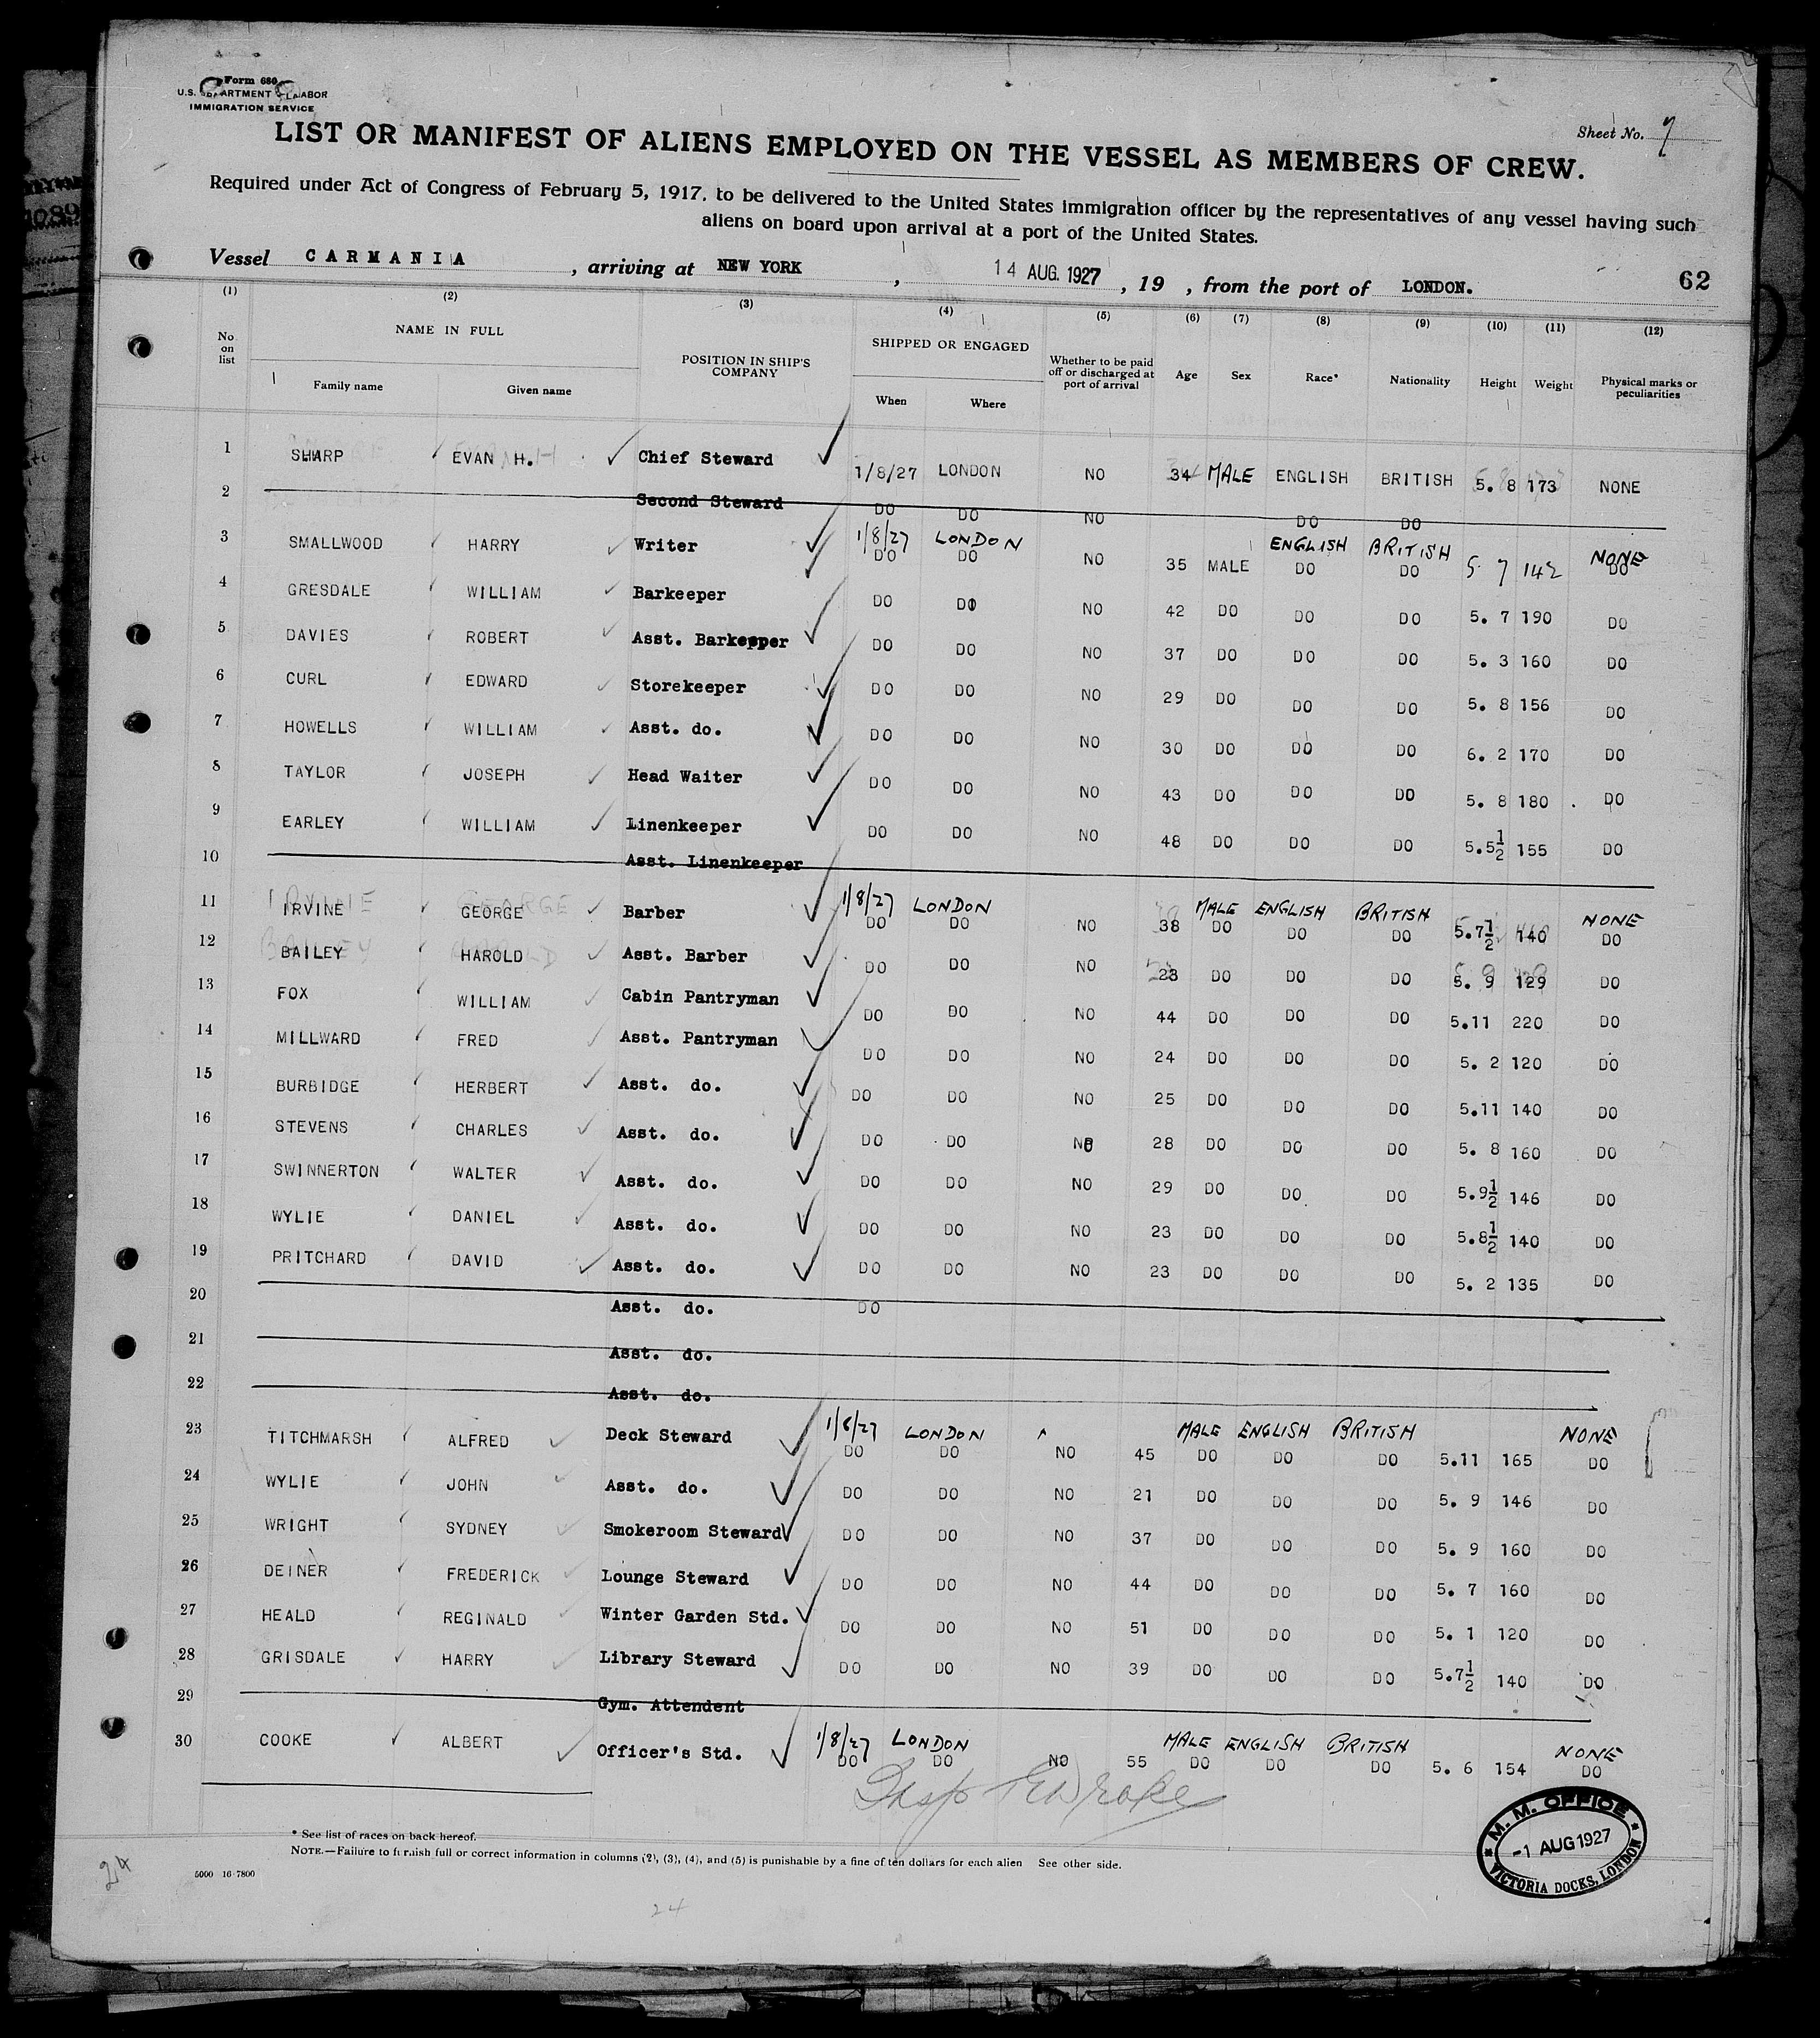 Form 680
U.S. DEPARTMENT OF LABOR
IMMIGRATION SERVICE
Sheet No. 7
LIST OR MANIFEST OF ALIENS EMPLOYED ON THE VESSEL AS MEMBERS OF CREW.
Required under Act of Congress of February 5, 1917, to be delivered to the United States immigration officer by the representatives of any vessel having such
aliens on board upon arrival at a port of the United States.
Vessel CARMANIA, arriving at NEW YORK, 14 AUG. 1927, 19 , from the port of LONDON. 62
(1) (2) (3) (4) (5) (6) (7) (8) (9) (10) (11) (12)
No. on list NAME IN FULL Family name Given name POSITION IN SHIP'S COMPANY SHIPPED OR ENGAGED When Where Whether to be paid off or discharged at port of arrival Age Sex Race* Nationality Height Weight Physical marks or peculiarities
1 SHARP EVAN H. Chief Steward 1/8/27 LONDON NO 34 MALE ENGLISH BRITISH 5. 8 173 NONE
2 Second Steward DO DO NO DO DO
3 SMALLWOOD HARRY Writer 1/8/27 LONDON DO DO NO 35 MALE ENGLISH DO BRITISH DO 5. 7 142 NONE DO
4 GRESDALE WILLIAM Barkeeper DO DO NO 42 DO DO DO 5. 7 190 DO
5 DAVIES ROBERT Asst. Barkeeper DO DO NO 37 DO DO DO 5. 3 160 DO
6 CURL EDWARD Storekeeper DO DO NO 29 DO DO DO 5. 8 156 DO
7 HOWELLS WILLIAM Asst. do. DO DO NO 30 DO DO DO 6. 2 170 DO
8 TAYLOR JOSEPH Head Waiter DO DO NO 43 DO DO DO 5. 8 180 DO
9 EARLEY WILLIAM Linenkeeper DO DO NO 48 DO DO DO 5.5½ 155 DO
10 Asst. Linenkeeper
11 IRVINE GEORGE Barber 1/8/27 LONDON DO DO NO 38 MALE DO ENGLISH DO BRITISH DO 5.7½ 140 NONE DO
12 BAILEY HAROLD Asst. Barber DO DO NO 23 DO DO DO 5. 9 129 DO
13 FOX WILLIAM Cabin Pantryman DO DO NO 44 DO DO DO 5.11 220 DO
14 MILLWARD FRED Asst. Pantryman DO DO NO 24 DO DO DO 5. 2 120 DO
15 BURBIDGE HERBERT Asst. do. DO DO NO 25 DO DO DO 5.11 140 DO
16 STEVENS CHARLES Asst. do. DO DO NO 28 DO DO DO 5. 8 160 DO
17 SWINNERTON WALTER Asst. do. DO DO NO 29 DO DO DO 5.9½ 146 DO
18 WYLIE DANIEL Asst. do. DO DO NO 23 DO DO DO 5.8½ 140 DO
19 PRITCHARD DAVID Asst. do. DO DO NO 23 DO DO DO 5. 2 135 DO
20 Asst. do. DO
21 Asst. do.
22 Asst. do.
23 TITCHMARSH ALFRED Deck Steward 1/8/27 LONDON DO DO NO 45 MALE DO ENGLISH DO BRITISH DO 5.11 165 NONE DO
24 WYLIE JOHN Asst. do. DO DO NO 21 DO DO DO 5. 9 146 DO
25 WRIGHT SYDNEY Smokeroom Steward DO DO NO 37 DO DO DO 5. 9 160 DO
26 DEINER FREDERICK Lounge Steward DO DO NO 44 DO DO DO 5. 7 160 DO
27 HEALD REGINALD Winter Garden Std. DO DO NO 51 DO DO DO 5. 1 120 DO
28 GRISDALE HARRY Library Steward DO DO NO 39 DO DO DO 5.7½ 140 DO
29 Gym. Attendent
30 COOKE ALBERT Officer's Std. 1/8/27 LONDON DO DO NO 55 MALE DO ENGLISH DO BRITISH DO 5. 6 154 NONE DO
* See list of races on back hereof.
NOTE.—Failure to furnish full or correct information in columns (2), (3), (4), and (5) is punishable by a fine of ten dollars for each alien See other side.
5000 16-7800
24
24
M. M. OFFICE
-1 AUG 1927
VICTORIA DOCKS, LONDON